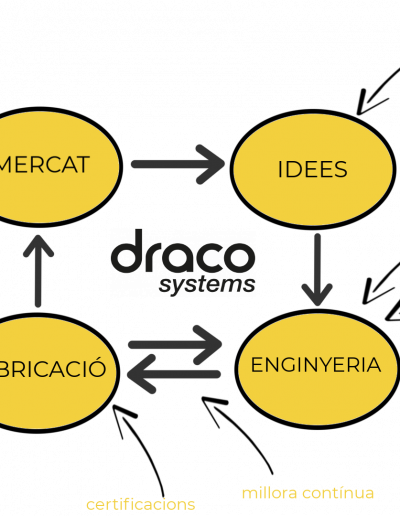 MERCAT
IDEES
draco
systems
BRICACIÓ
ENGINYERIA
certificacions
millora contínua